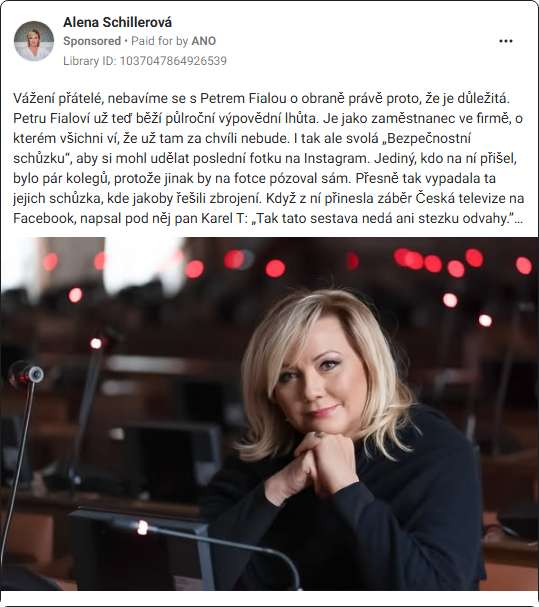 Alena Schillerová
Sponsored • Paid for by ANO
Library ID: 1037047864926539
Vážení přátelé, nebavíme se s Petrem Fialou o obraně právě proto, že je důležitá.
Petru Fialoví už teď běží půlroční výpovědní lhůta. Je jako zaměstnanec ve firmě, o
kterém všichni ví, že už tam za chvíli nebude. I tak ale svolá „Bezpečnostní
schůzku“, aby si mohl udělat poslední fotku na Instagram. Jediný, kdo na ní přišel,
bylo pár kolegů, protože jinak by na fotce pózoval sám. Přesně tak vypadala ta
jejich schůzka, kde jakoby řešili zbrojení. Když z ní přinesla záběr Česká televize na
Facebook, napsal pod něj pan Karel T: „Tak tato sestava nedá ani stezku odvahy.”...